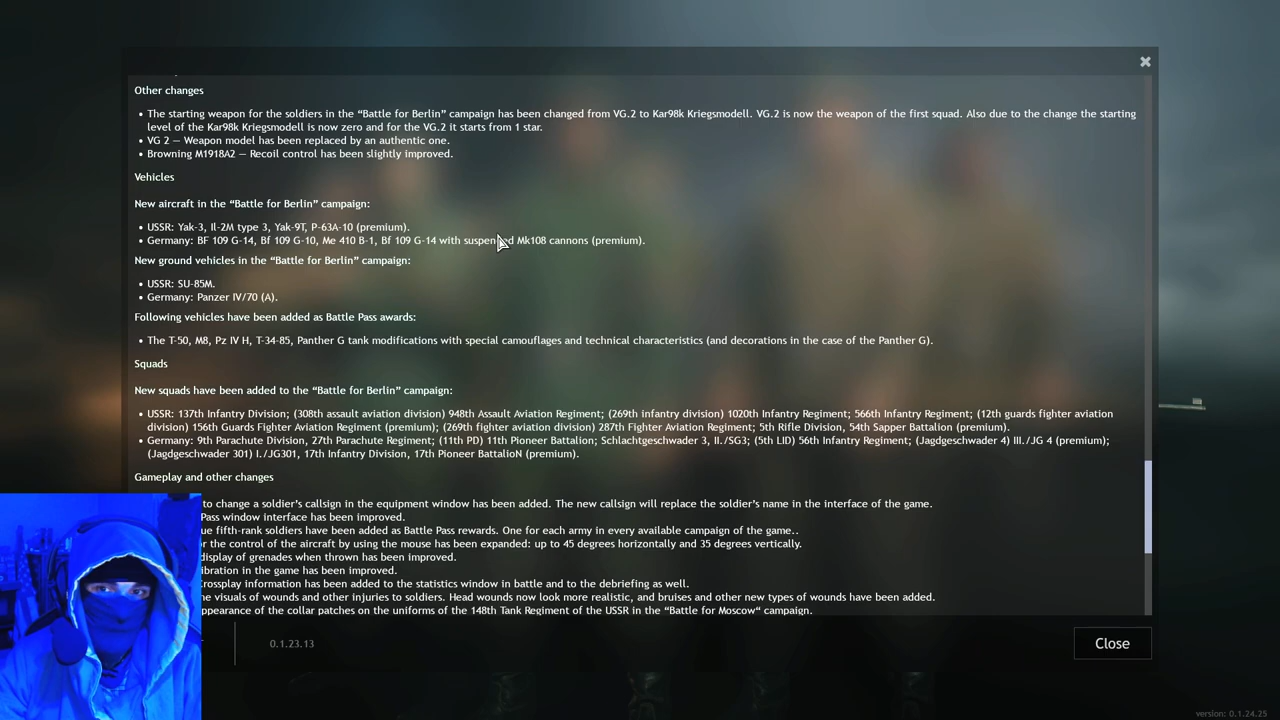 Other changes
• The starting weapon for the soldiers in the "Battle for Berlin" campaign has been changed from VG.2 to Kar98k Kriegsmodell. VG.2 is now the weapon of the first squad. Also due to the change the starting
level of the Kar98k Kriegsmodell is now zero and for the VG.2 it starts from 1 star.
• VG 2 — Weapon model has been replaced by an authentic one.
• Browning M1918A2 — Recoil control has been slightly improved.
Vehicles
New aircraft in the "Battle for Berlin" campaign:
• USSR: Yak-3, Il-2M type 3, Yak-9T, P-63A-10 (premium).
• Germany: BF 109 G-14, Bf 109 G-10, Me 410 B-1, Bf 109 G-14 with suspended Mk108 cannons (premium).
New ground vehicles in the "Battle for Berlin" campaign:
• USSR: SU-85M.
• Germany: Panzer IV/70 (A).
Following vehicles have been added as Battle Pass awards:
• The T-50, M8, Pz IV H, T-34-85, Panther G tank modifications with special camouflages and technical characteristics (and decorations in the case of the Panther G).
Squads
New squads have been added to the "Battle for Berlin" campaign:
• USSR: 137th Infantry Division; (308th assault aviation division) 948th Assault Aviation Regiment; (269th infantry division) 1020th Infantry Regiment; 566th Infantry Regiment; (12th guards fighter aviation
division) 156th Guards Fighter Aviation Regiment (premium); (269th fighter aviation division) 287th Fighter Aviation Regiment; 5th Rifle Division, 54th Sapper Battalion (premium).
• Germany: 9th Parachute Division, 27th Parachute Regiment; (11th PD) 11th Pioneer Battalion; Schlachtgeschwader 3, II./SG3; (5th LID) 56th Infantry Regiment; (Jagdgeschwader 4) III./JG 4 (premium);
(Jagdgeschwader 301) I./JG301, 17th Infantry Division, 17th Pioneer BattalioN (premium).
Gameplay and other changes
to change a soldier's callsign in the equipment window has been added. The new callsign will replace the soldier's name in the interface of the game.
Pass window interface has been improved.
fifth-rank soldiers have been added as Battle Pass rewards. One for each army in every available campaign of the game..
the control of the aircraft by using the mouse has been expanded: up to 45 degrees horizontally and 35 degrees vertically.
display of grenades when thrown has been improved.
in the game has been improved.
Crossplay information has been added to the statistics window in battle and to the debriefing as well.
visuals of wounds and other injuries to soldiers. Head wounds now look more realistic, and bruises and other new types of wounds have been added.
appearance of the collar patches on the uniforms of the 148th Tank Regiment of the USSR in the "Battle for Moscow" campaign.
0.1.23.13
Close
version: 0.1.24.25